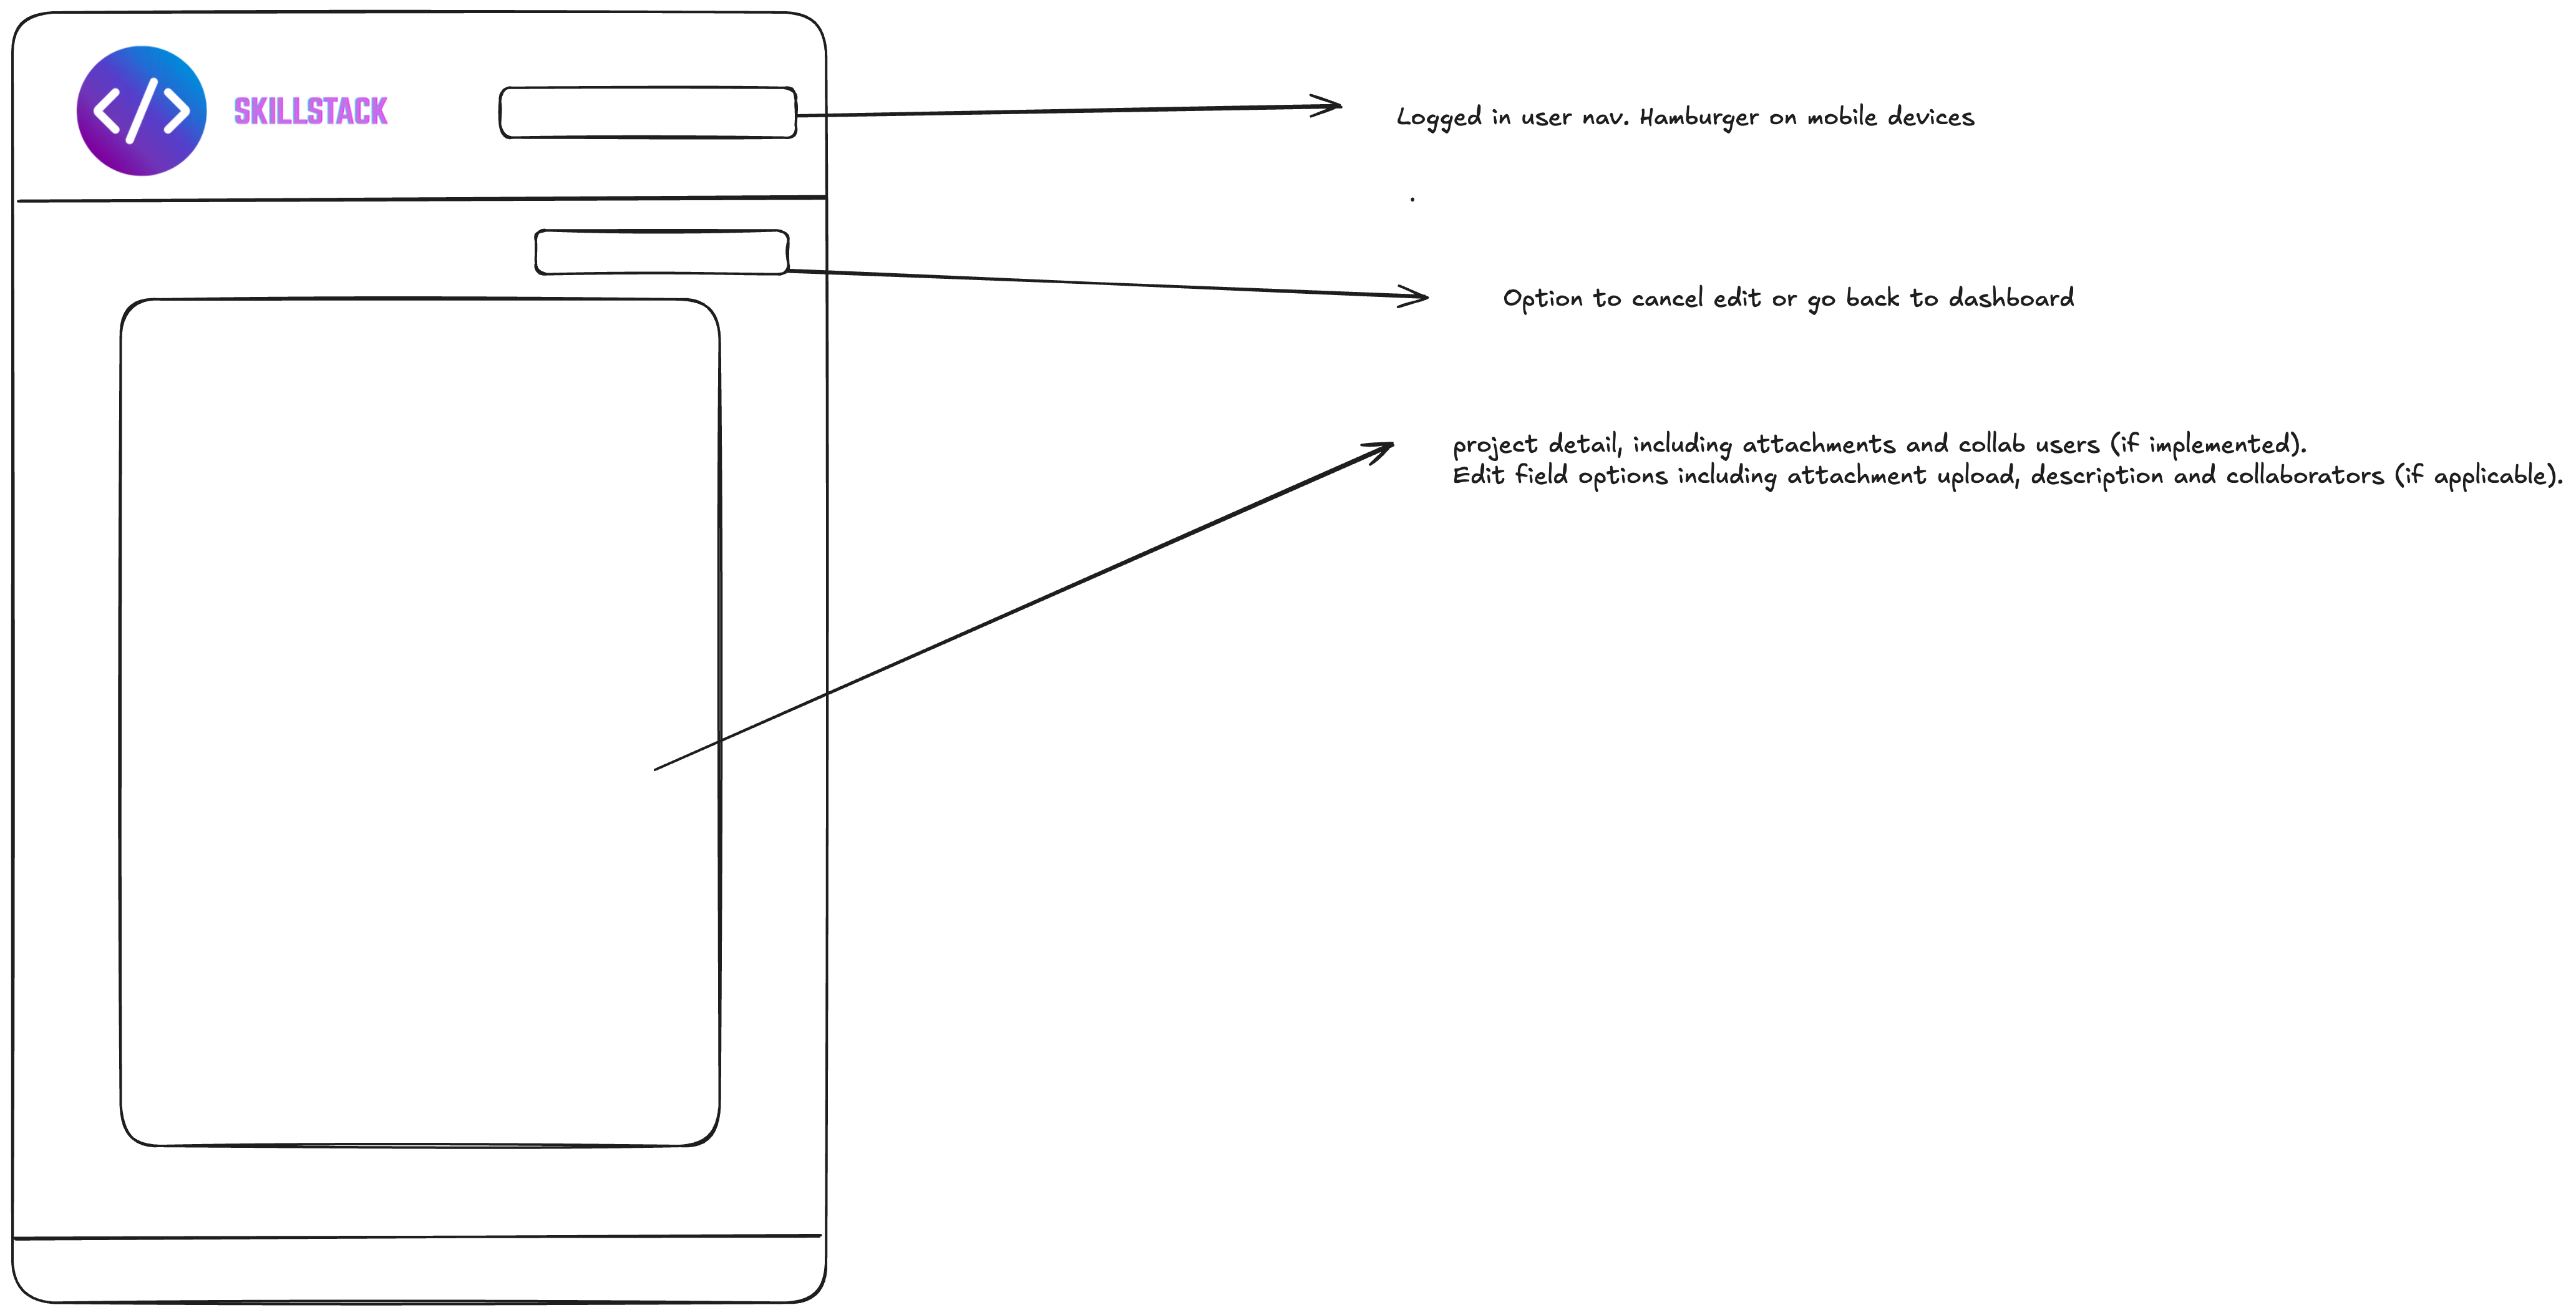 </>
SKILLSTACK
Logged in user nav. Hamburger on mobile devices
.
Option to cancel edit or go back to dashboard
project detail, including attachments and collab users (if implemented).
Edit field options including attachment upload, description and collaborators (if applicable).